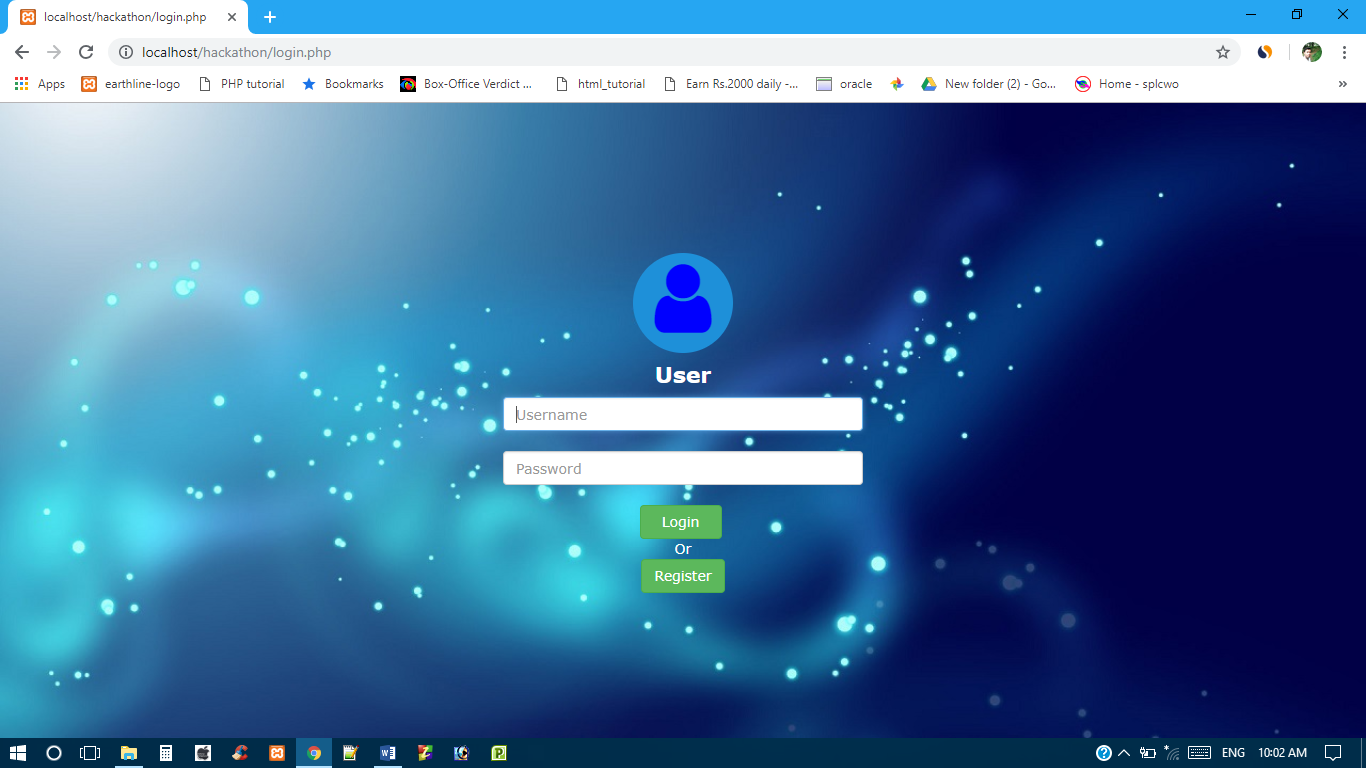 localhost/hackathon/login.php
localhost/hackathon/login.php
Apps earthline-logo PHP tutorial Bookmarks Box-Office Verdict ... html_tutorial Earn Rs.2000 daily -... oracle New folder (2) - Go... Home - splcwo
User
Username
Password
Login
Or
Register
ENG 10:02 AM